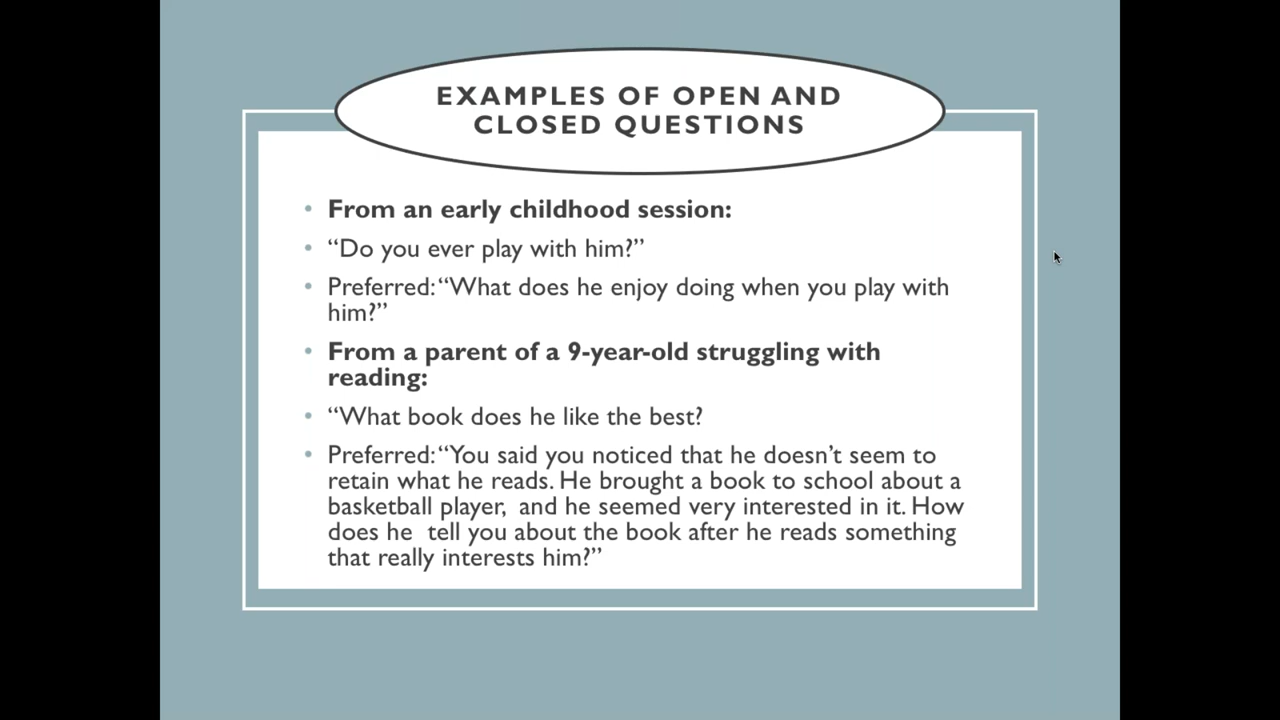 EXAMPLES OF OPEN AND
CLOSED QUESTIONS
• From an early childhood session:
• “Do you ever play with him?”
• Preferred: “What does he enjoy doing when you play with
him?”
• From a parent of a 9-year-old struggling with
reading:
• “What book does he like the best?
• Preferred: “You said you noticed that he doesn’t seem to
retain what he reads. He brought a book to school about a
basketball player,  and he seemed very interested in it. How
does he  tell you about the book after he reads something
that really interests him?”